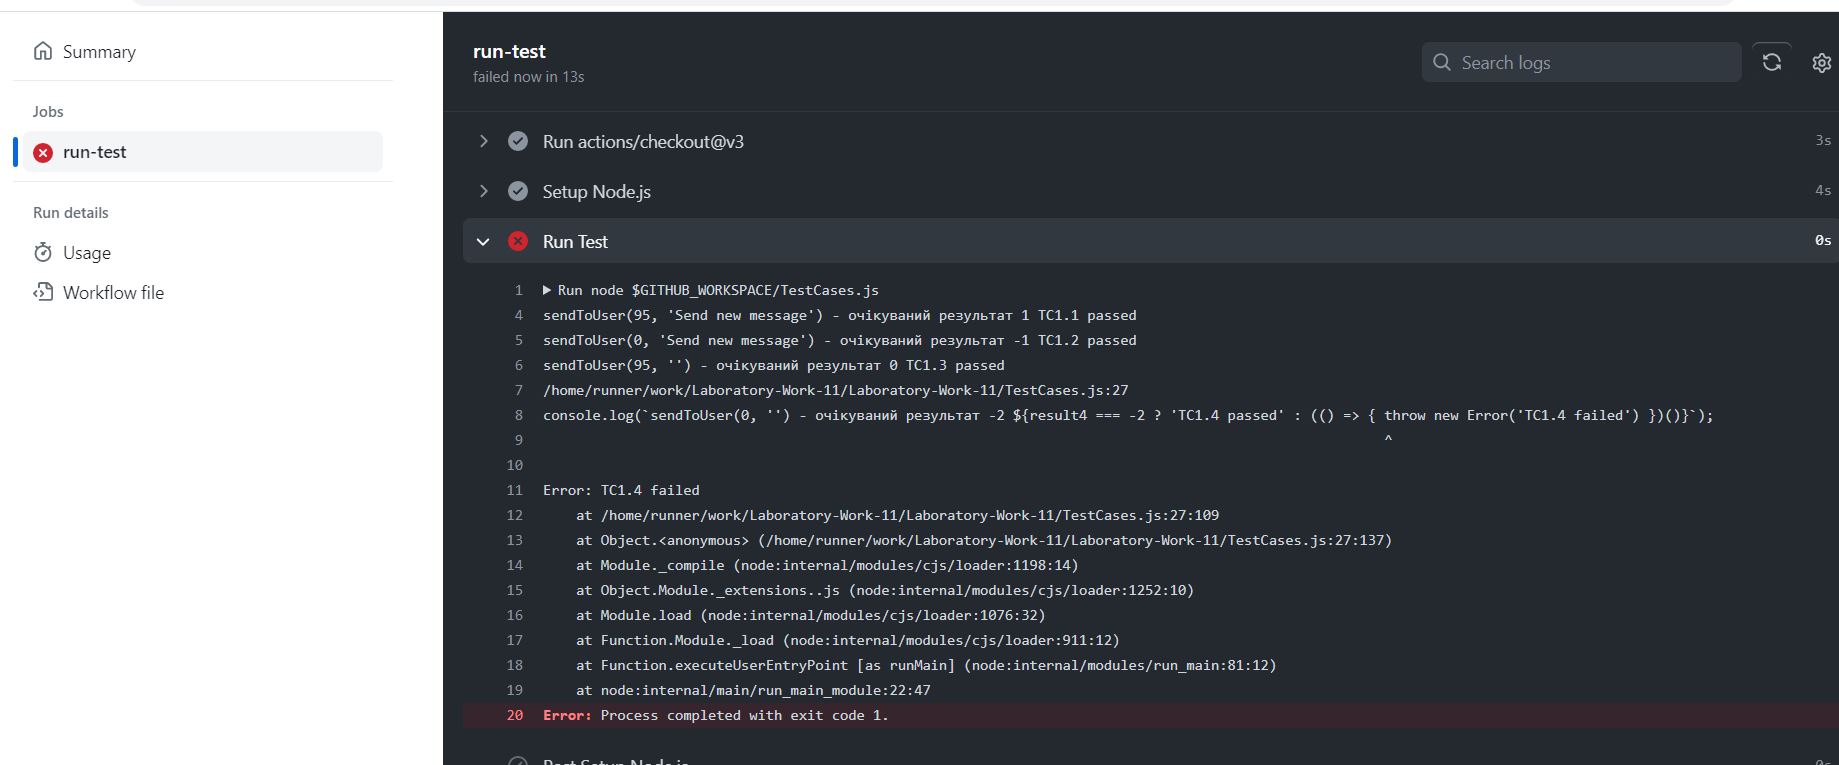 Summary
Jobs
run-test
Run details
Usage
Workflow file
run-test
failed now in 13s
Search logs
Run actions/checkout@v3 3s
Setup Node.js 4s
Run Test 0s
1 Run node $GITHUB_WORKSPACE/TestCases.js
4 sendToUser(95, 'Send new message') - очікуваний результат 1 TC1.1 passed
5 sendToUser(0, 'Send new message') - очікуваний результат -1 TC1.2 passed
6 sendToUser(95, '') - очікуваний результат 0 TC1.3 passed
7 /home/runner/work/Laboratory-Work-11/Laboratory-Work-11/TestCases.js:27
8 console.log(`sendToUser(0, '') - очікуваний результат -2 ${result4 === -2 ? 'TC1.4 passed' : (() => { throw new Error('TC1.4 failed') })()}`);
9 ^
10
11 Error: TC1.4 failed
12 at /home/runner/work/Laboratory-Work-11/Laboratory-Work-11/TestCases.js:27:109
13 at Object.<anonymous> (/home/runner/work/Laboratory-Work-11/Laboratory-Work-11/TestCases.js:27:137)
14 at Module._compile (node:internal/modules/cjs/loader:1198:14)
15 at Object.Module._extensions..js (node:internal/modules/cjs/loader:1252:10)
16 at Module.load (node:internal/modules/cjs/loader:1076:32)
17 at Function.Module._load (node:internal/modules/cjs/loader:911:12)
18 at Function.executeUserEntryPoint [as runMain] (node:internal/modules/run_main:81:12)
19 at node:internal/main/run_main_module:22:47
20 Error: Process completed with exit code 1.
Post Setup Node.js 0s